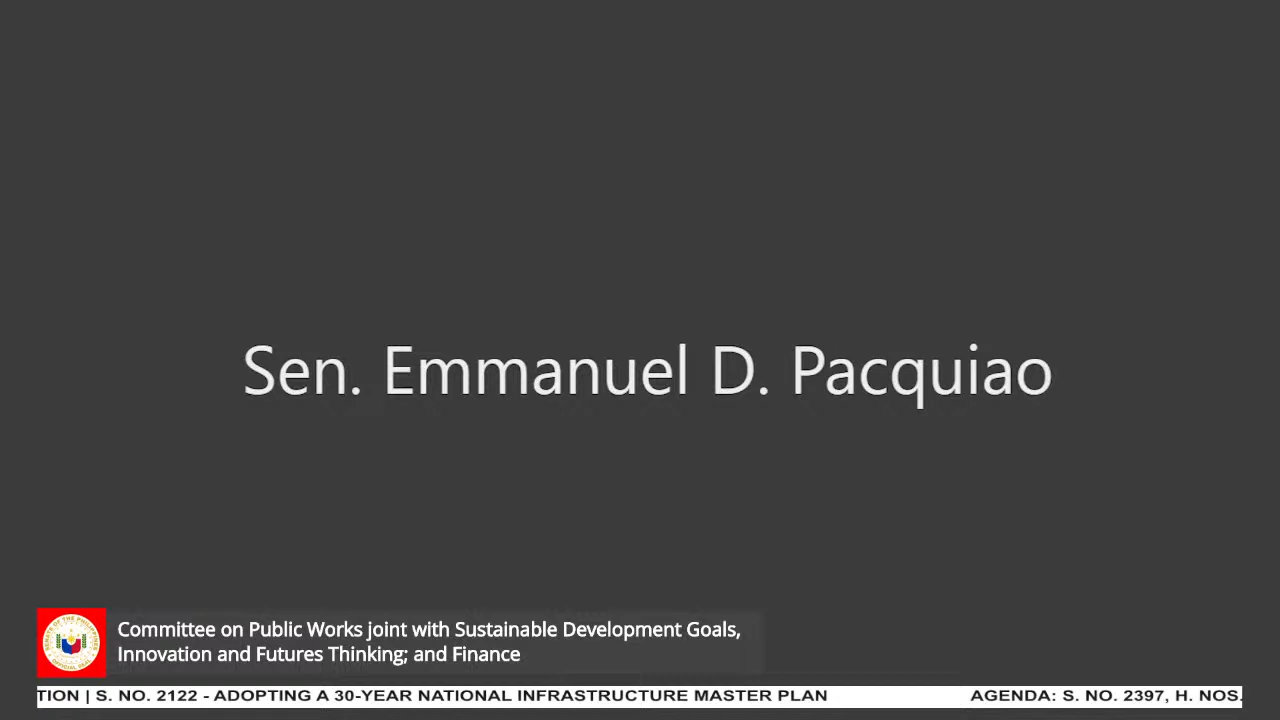 Sen. Emmanuel D. Pacquiao
Committee on Public Works joint with Sustainable Development Goals,
Innovation and Futures Thinking; and Finance
TION | S. NO. 2122 - ADOPTING A 30-YEAR NATIONAL INFRASTRUCTURE MASTER PLAN AGENDA: S. NO. 2397, H. NOS.